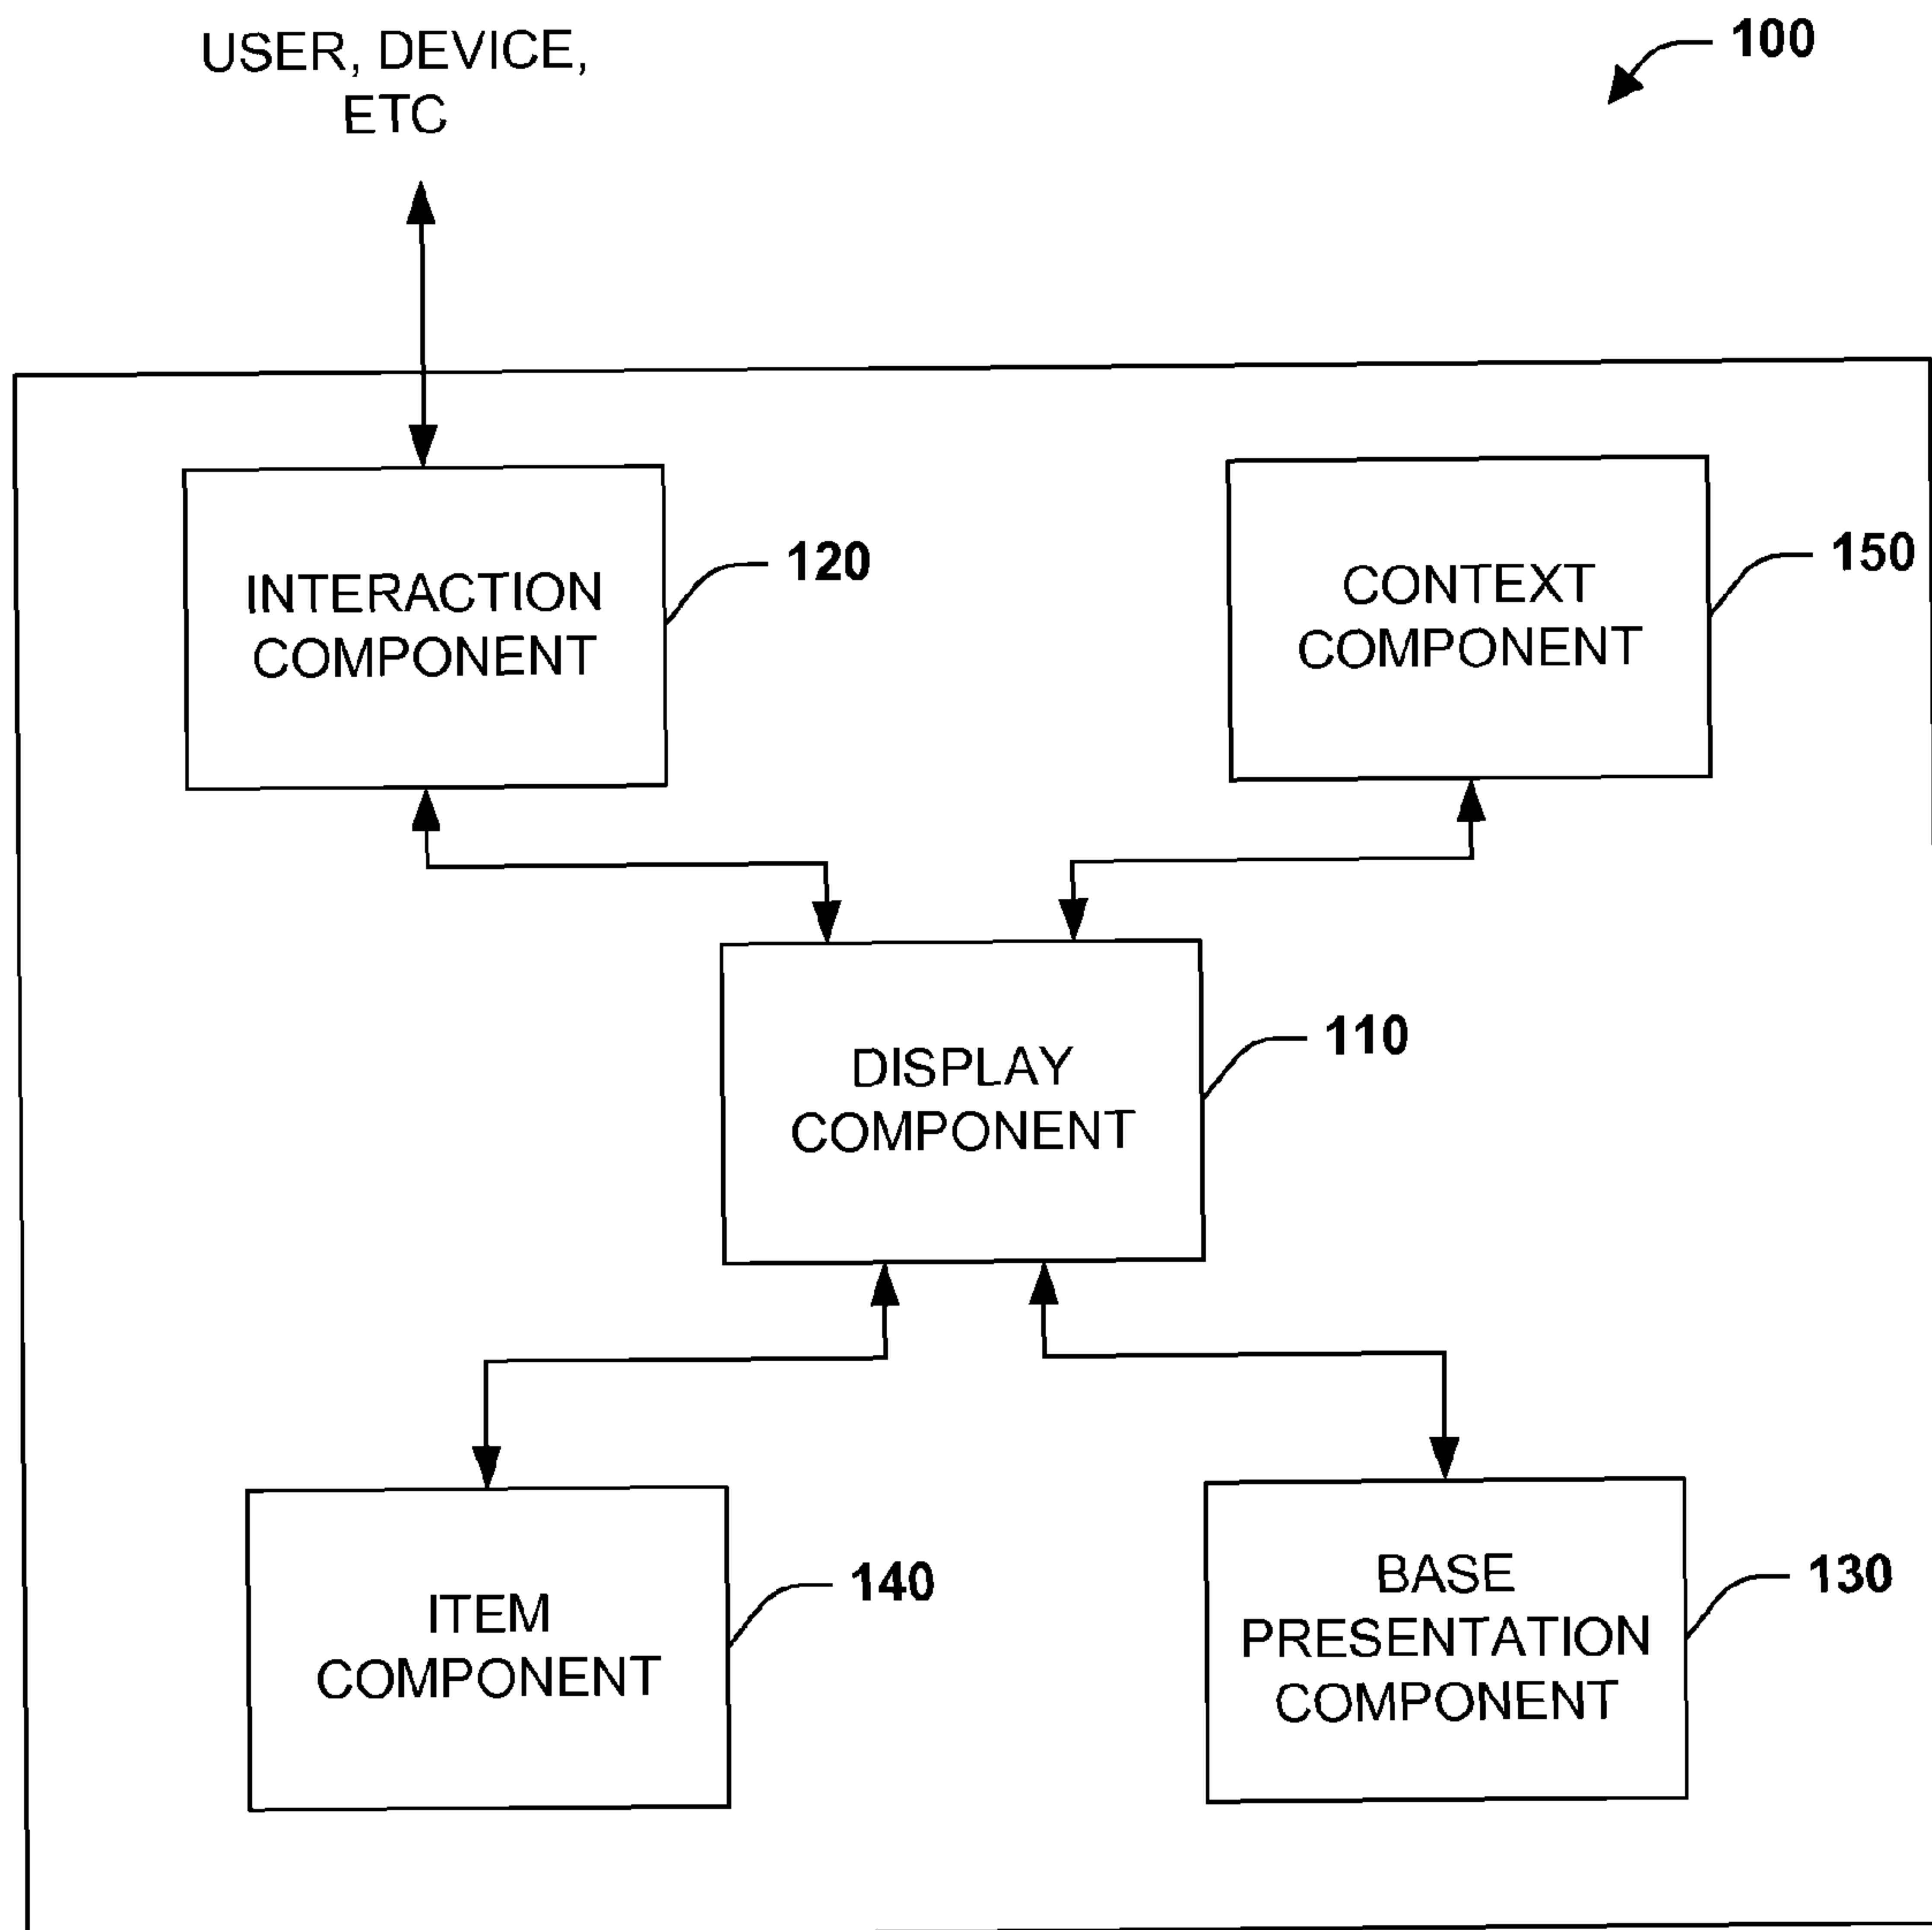 USER, DEVICE,
ETC
100
INTERACTION
COMPONENT
120
CONTEXT
COMPONENT
150
DISPLAY
COMPONENT
110
ITEM
COMPONENT
140
BASE
PRESENTATION
COMPONENT
130